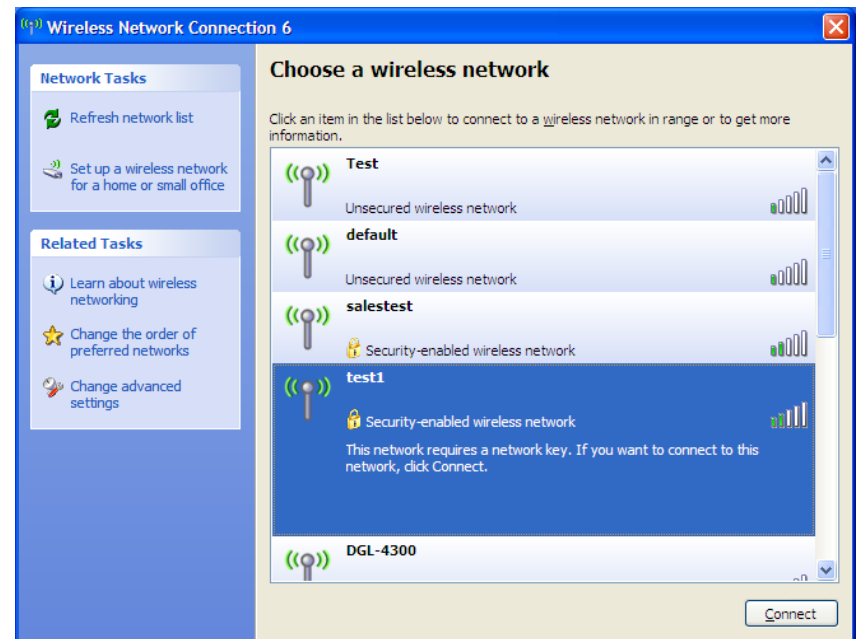 Wireless Network Connection 6
Network Tasks
Refresh network list
Set up a wireless network
for a home or small office
Related Tasks
Learn about wireless
networking
Change the order of
preferred networks
Change advanced
settings
Choose a wireless network
Click an item in the list below to connect to a wireless network in range or to get more
information.
Test
Unsecured wireless network
default
Unsecured wireless network
salestest
Security-enabled wireless network
test1
Security-enabled wireless network
This network requires a network key. If you want to connect to this
network, click Connect.
DGL-4300
Connect